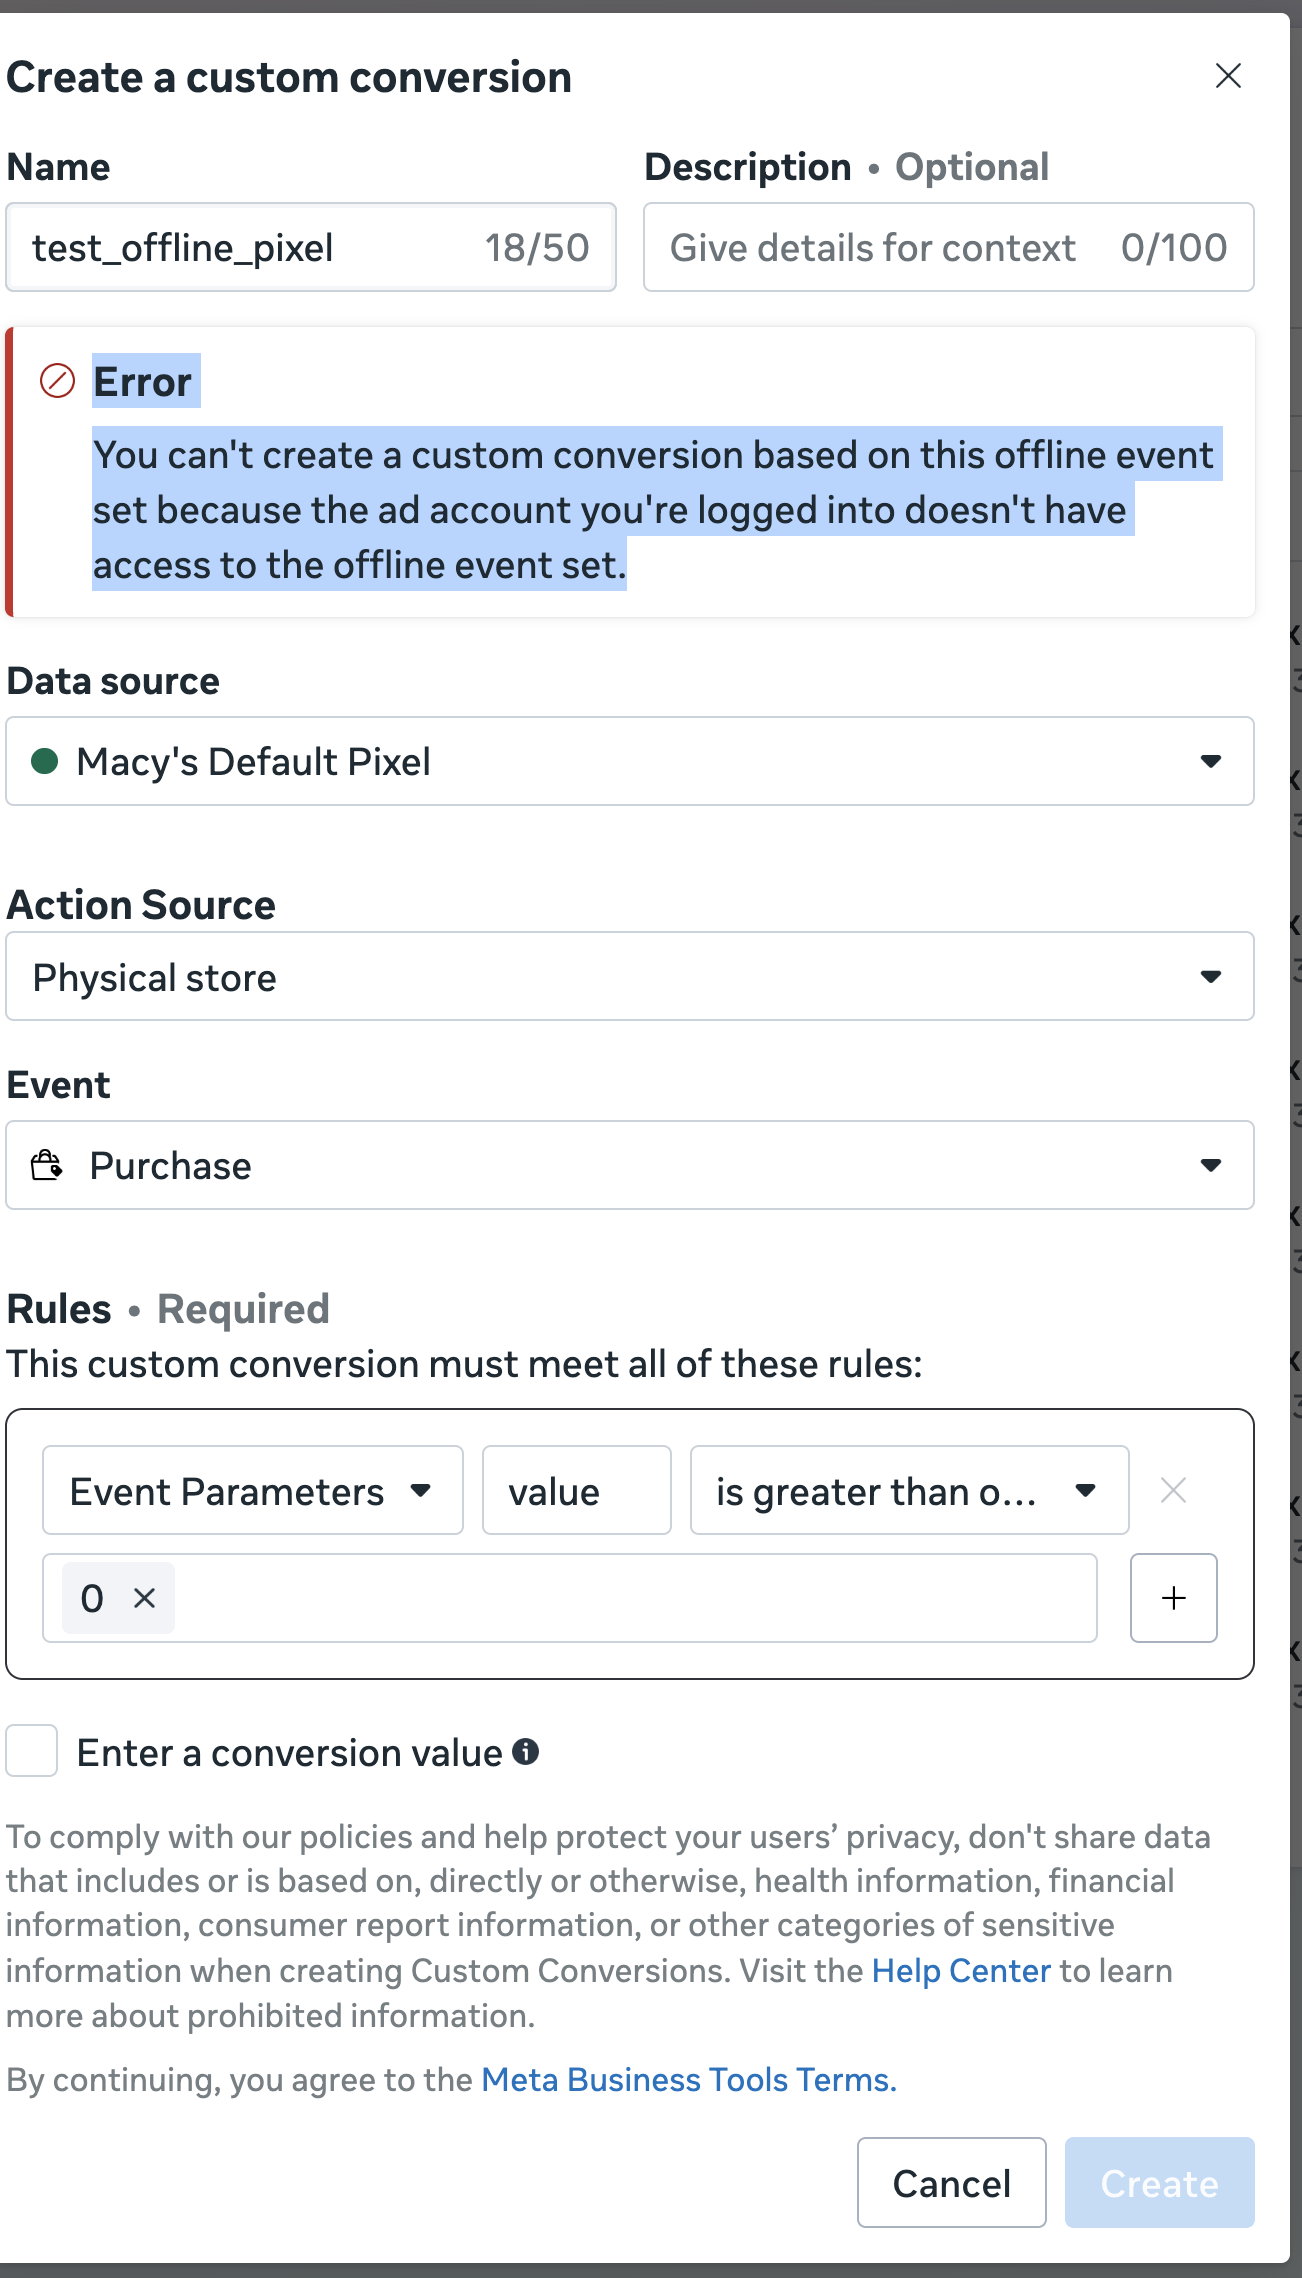 Create a custom conversion
Name
Description • Optional
test_offline_pixel 18/50
Give details for context 0/100
Error
You can't create a custom conversion based on this offline event
set because the ad account you're logged into doesn't have
access to the offline event set.
Data source
Macy's Default Pixel
Action Source
Physical store
Event
Purchase
Rules • Required
This custom conversion must meet all of these rules:
Event Parameters value is greater than o...
0
Enter a conversion value
To comply with our policies and help protect your users’ privacy, don't share data
that includes or is based on, directly or otherwise, health information, financial
information, consumer report information, or other categories of sensitive
information when creating Custom Conversions. Visit the Help Center to learn
more about prohibited information.
By continuing, you agree to the Meta Business Tools Terms.
Cancel Create